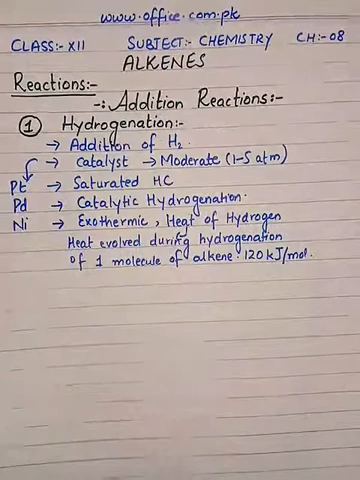 www.office.com.pk
CLASS:- XII SUBJECT:- CHEMISTRY CH:- 08
ALKENES
Reactions:-
-: Addition Reactions:-
① Hydrogenation:-
→ Addition of H₂.
→ Catalyst → Moderate (1-5 atm)
Pt → Saturated HC
Pd → Catalytic Hydrogenation.
Ni → Exothermic, Heat of Hydrogen
Heat evolved during hydrogenation
of 1 molecule of alkene. 120 kJ/mol.